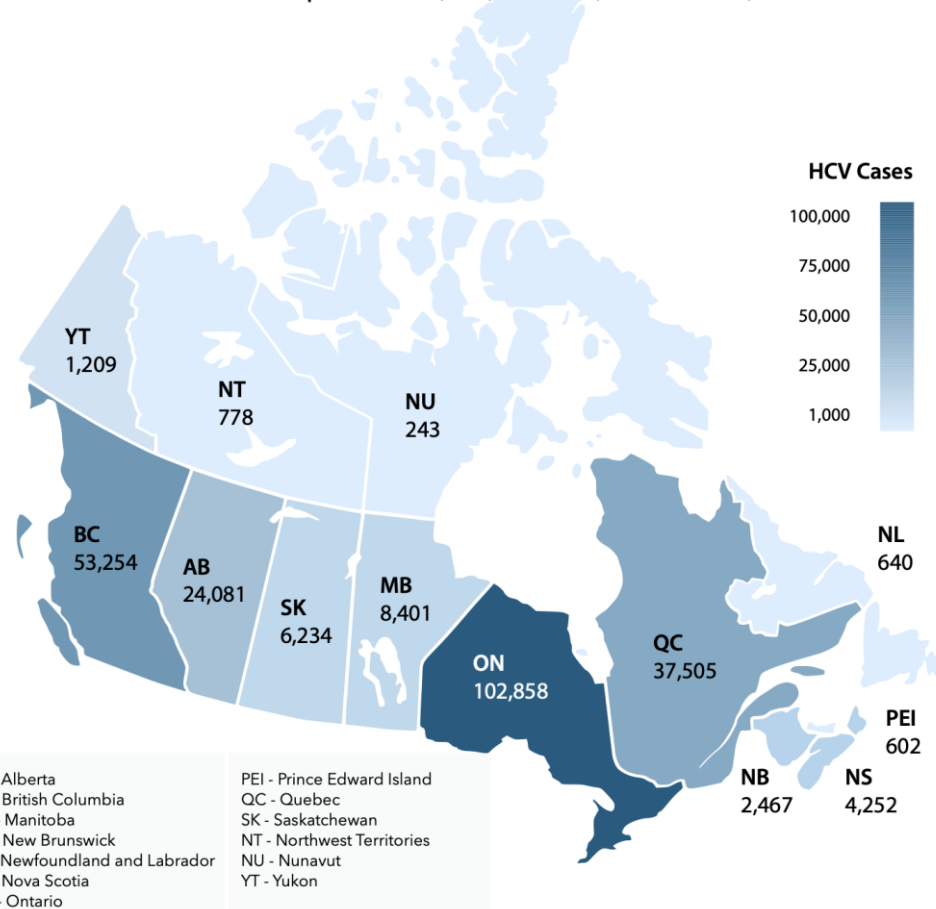 HCV Cases
100,000
75,000
50,000
25,000
1,000
YT
1,209
NT
778
NU
243
BC
53,254
AB
24,081
SK
6,234
MB
8,401
ON
102,858
QC
37,505
NL
640
PEI
602
NB
2,467
NS
4,252
Alberta
British Columbia
Manitoba
New Brunswick
Newfoundland and Labrador
Nova Scotia
- Ontario
PEI - Prince Edward Island
QC - Quebec
SK - Saskatchewan
NT - Northwest Territories
NU - Nunavut
YT - Yukon